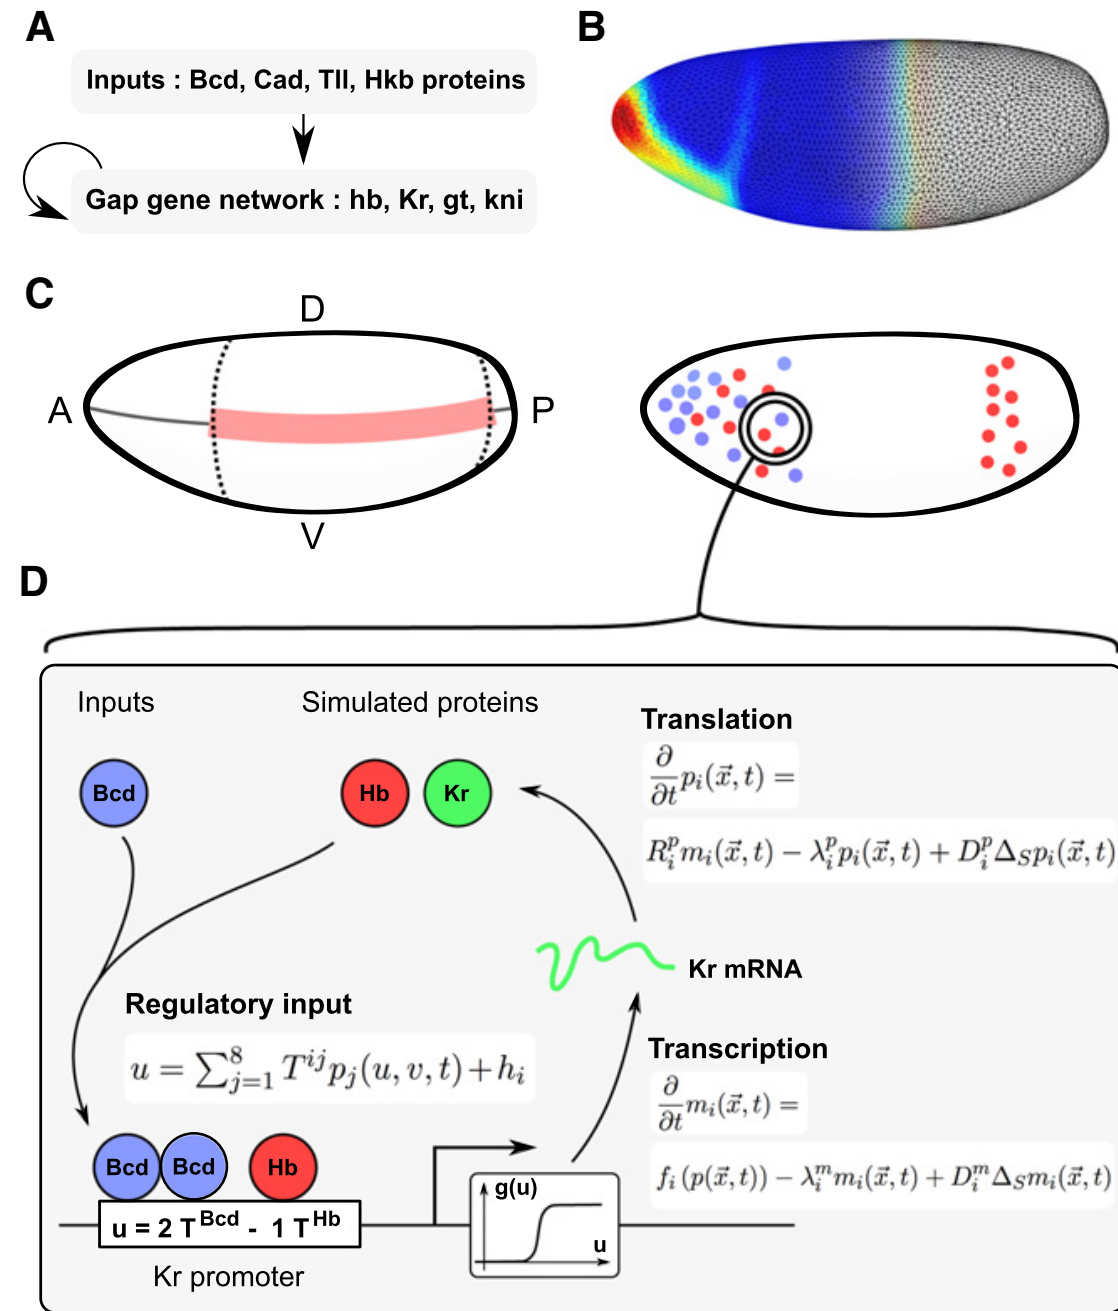 A
Inputs : Bcd, Cad, Tll, Hkb proteins
Gap gene network : hb, Kr, gt, kni
B
C
D
A
P
V
D
Inputs
Simulated proteins
Bcd
Hb
Kr
Translation
∂/∂t p_i(x⃗, t) =
R_i^p m_i(x⃗, t) − λ_i^p p_i(x⃗, t) + D_i^p Δ_S p_i(x⃗, t)
Kr mRNA
Regulatory input
u = ∑_{j=1}^8 T^{ij} p_j(u, v, t) + h_i
Transcription
∂/∂t m_i(x⃗, t) =
f_i (p(x⃗, t)) − λ_i^m m_i(x⃗, t) + D_i^m Δ_S m_i(x⃗, t)
Bcd
Bcd
Hb
u = 2 T^Bcd - 1 T^Hb
g(u)
u
Kr promoter